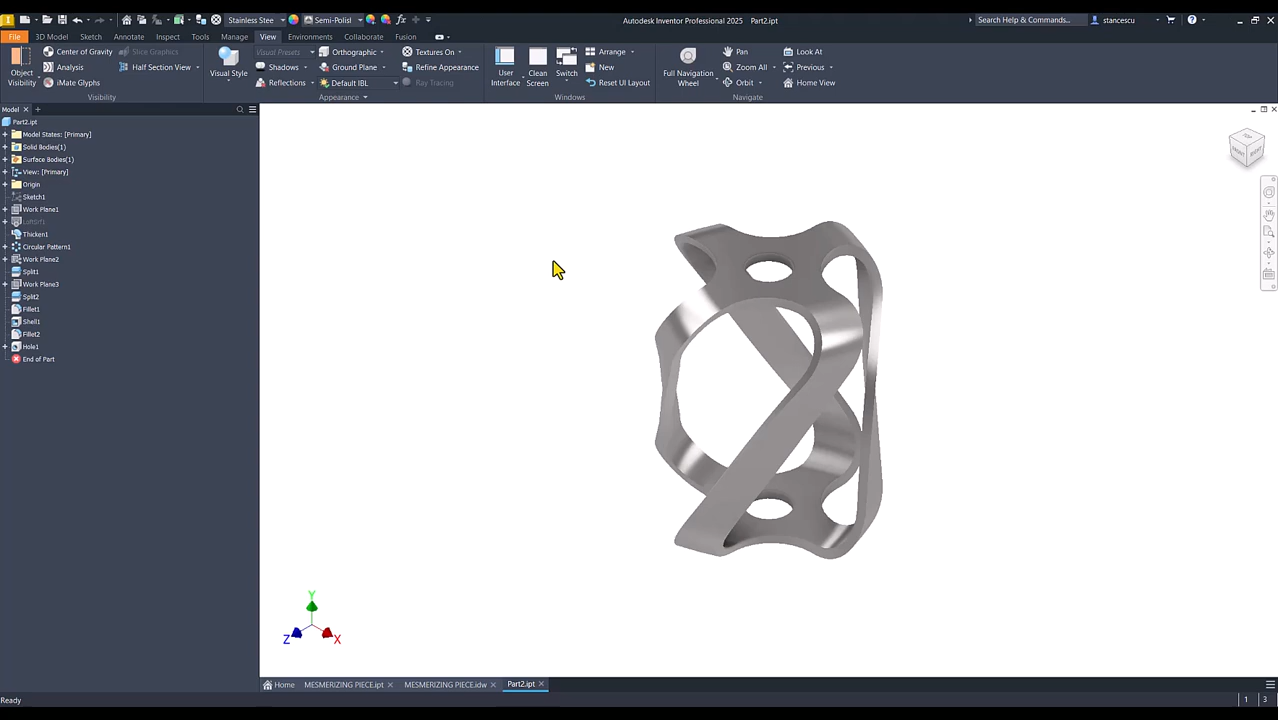 Stainless Stee
Semi-Polisl
fx
Autodesk Inventor Professional 2025 Part2.ipt
Search Help & Commands...
stancescu
File
3D Model
Sketch
Annotate
Inspect
Tools
Manage
View
Environments
Collaborate
Fusion
Object
Visibility
Center of Gravity
Analysis
iMate Glyphs
Slice Graphics
Half Section View
Visibility
Visual Style
Visual Presets
Shadows
Reflections
Orthographic
Ground Plane
Default IBL
Textures On
Refine Appearance
Ray Tracing
Appearance
User
Interface
Clean
Screen
Switch
Arrange
New
Reset UI Layout
Windows
Full Navigation
Wheel
Pan
Zoom All
Orbit
Look At
Previous
Home View
Navigate
Model
Part2.ipt
Model States: [Primary]
Solid Bodies(1)
Surface Bodies(1)
View: [Primary]
Origin
Sketch1
Work Plane1
Thicken1
Circular Pattern1
Work Plane2
Split1
Work Plane3
Split2
Fillet1
Shell1
Fillet2
Hole1
End of Part
TOP
FRONT
RIGHT
Y
Z
X
Home
MESMERIZING PIECE.ipt
MESMERIZING PIECE.idw
Part2.ipt
Ready
1
3